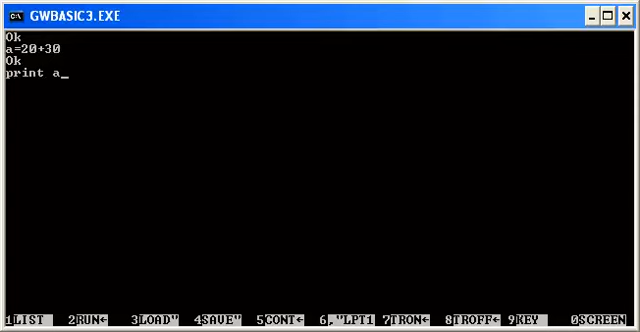 GWBASIC3.EXE
Ok
a=20+30
Ok
print a_
1LIST 2RUN← 3LOAD" 4SAVE" 5CONT← 6,"LPT1 7TRON← 8TROFF← 9KEY 0SCREEN